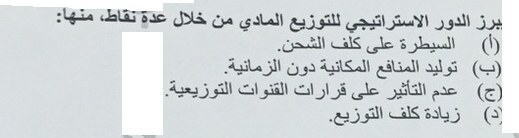 يبرز الدور الاستراتيجي للتوزيع المادي من خلال عدة نقاط، منها:
(أ) السيطرة على كلف الشحن.
(ب) توليد المنافع المكانية دون الزمانية.
(ج) عدم التأثير على قرارات القنوات التوزيعية.
(د) زيادة كلف التوزيع.